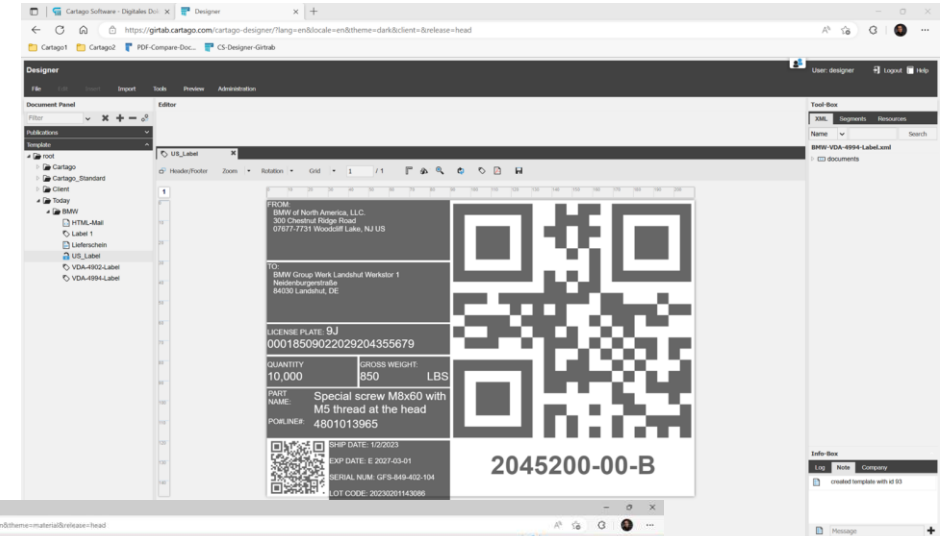 Cartago Software - Digitales Dok
Designer
https://girtab.cartago.com/cartago-designer/?lang=en&locale=en&theme=dark&client=&release=head
Cartago1 Cartago2 PDF-Compare-Doc... CS-Designer-Girtrab
Designer
User: designer Logout Help
File Edit Insert Import Tools Preview Administration
Document Panel
Editor
Tool-Box
Filter
XML Segments Resources
Publications
Name Search
Template
US_Label
BMW-VDA-4994-Label.xml
root
documents
Cartago
Header/Footer Zoom Rotation Grid 1 / 1
Cartago_Standard
Client
Today
BMW
HTML-Mail
Label 1
Lieferschein
US_Label
VDA-4902-Label
VDA-4994-Label
1
FROM:
BMW of North America, LLC.
300 Chestnut Ridge Road
07677-7731 Woodcliff Lake, NJ US
TO:
BMW Group Werk Landshut Werkstor 1
Neidenburgerstraße
84030 Landshut, DE
LICENSE PLATE: 9J
00018509022029204355679
QUANTITY
10,000
GROSS WEIGHT:
850 LBS
PART NAME:
Special screw M8x60 with
M5 thread at the head
PO#LINE#: 4801013965
SHIP DATE: 1/2/2023
EXP DATE: E 2027-03-01
SERIAL NUM: GFS-849-402-104
LOT CODE: 20230201143086
2045200-00-B
Info-Box
Log Note Company
created template with id 93
Message
n&theme=material&release=head